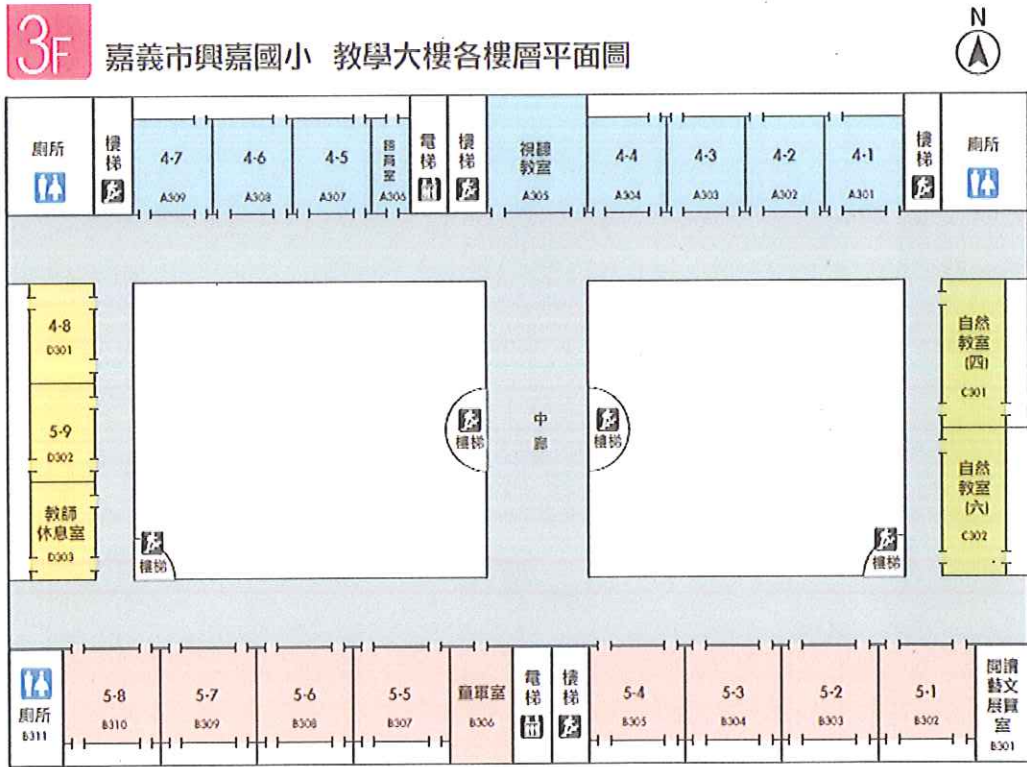 3F
嘉義市興嘉國小 教學大樓各樓層平面圖
N
廁所
樓梯
4-7
A309
4-6
A308
4-5
A307
A306
電梯
樓梯
視聽
教室
A305
4-4
A304
4-3
A303
4-2
A302
4-1
A301
樓梯
廁所
4-8
D301
5-9
D302
教師
休息室
D303
樓梯
樓梯
中
廊
樓梯
樓梯
自然
教室
(四)
C301
自然
教室
(六)
C302
廁所
B311
5-8
B310
5-7
B309
5-6
B308
5-5
B307
童軍室
B306
電梯
樓梯
5-4
B305
5-3
B304
5-2
B303
5-1
B302
閱讀
藝文
展覽
室
B301